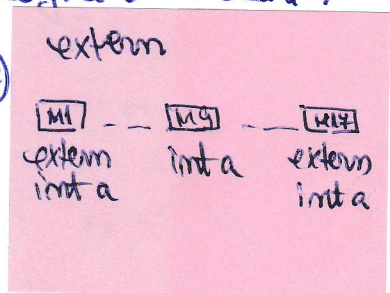 extern
M1 -- M9 -- M17
extern int a extern
int a int a